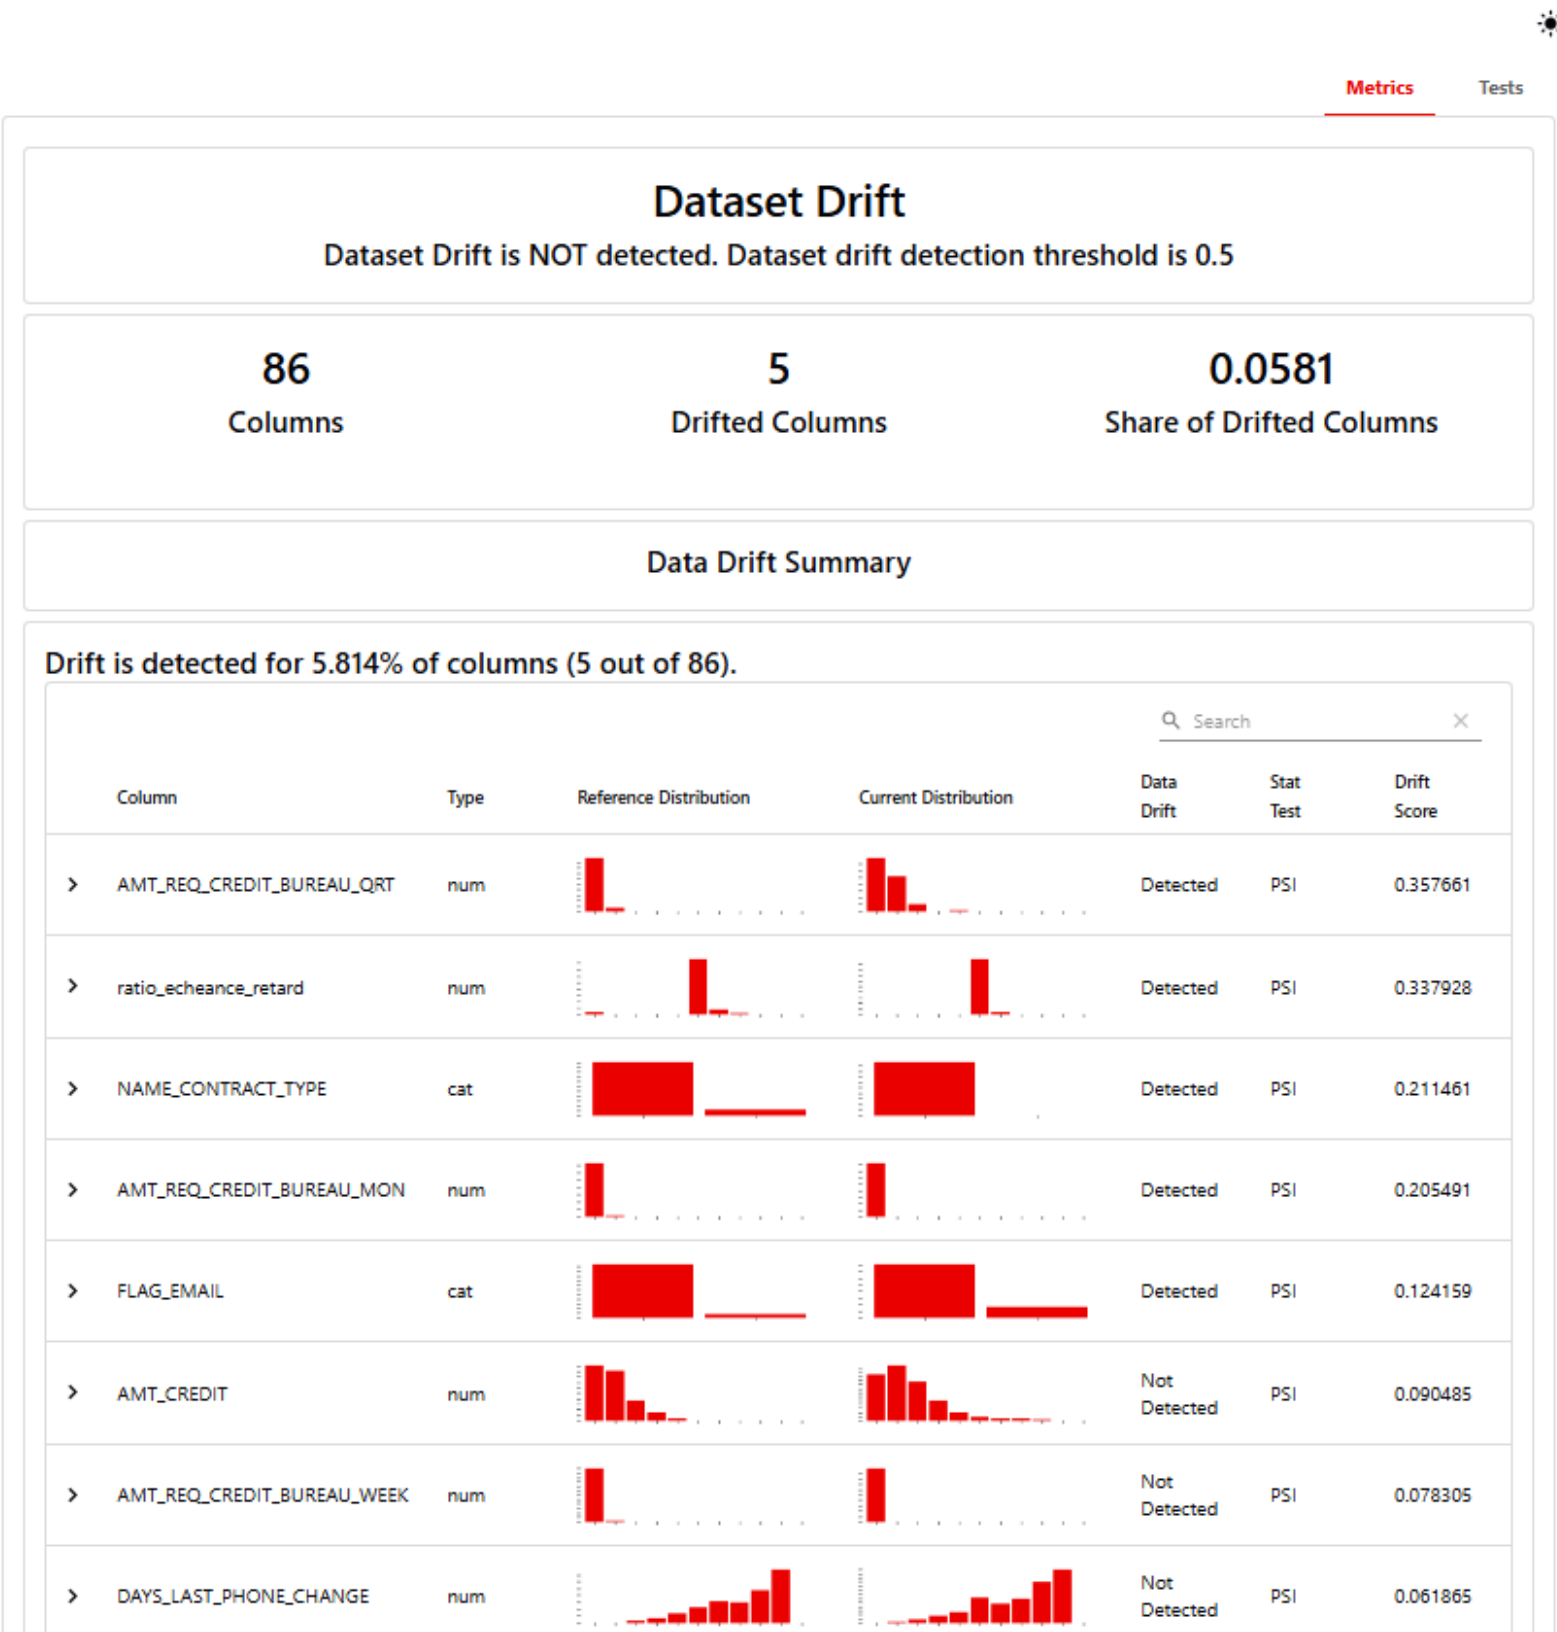 Metrics Tests
Dataset Drift
Dataset Drift is NOT detected. Dataset drift detection threshold is 0.5
86 5 0.0581
Columns Drifted Columns Share of Drifted Columns
Data Drift Summary
Drift is detected for 5.814% of columns (5 out of 86).
Search
Column Type Reference Distribution Current Distribution Data Drift Stat Test Drift Score
AMT_REQ_CREDIT_BUREAU_QRT num Detected PSI 0.357661
ratio_echeance_retard num Detected PSI 0.337928
NAME_CONTRACT_TYPE cat Detected PSI 0.211461
AMT_REQ_CREDIT_BUREAU_MON num Detected PSI 0.205491
FLAG_EMAIL cat Detected PSI 0.124159
AMT_CREDIT num Not Detected PSI 0.090485
AMT_REQ_CREDIT_BUREAU_WEEK num Not Detected PSI 0.078305
DAYS_LAST_PHONE_CHANGE num Not Detected PSI 0.061865